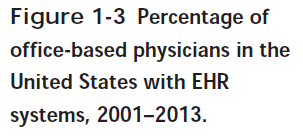 Figure 1-3 Percentage of
office-based physicians in the
United States with EHR
systems, 2001–2013.